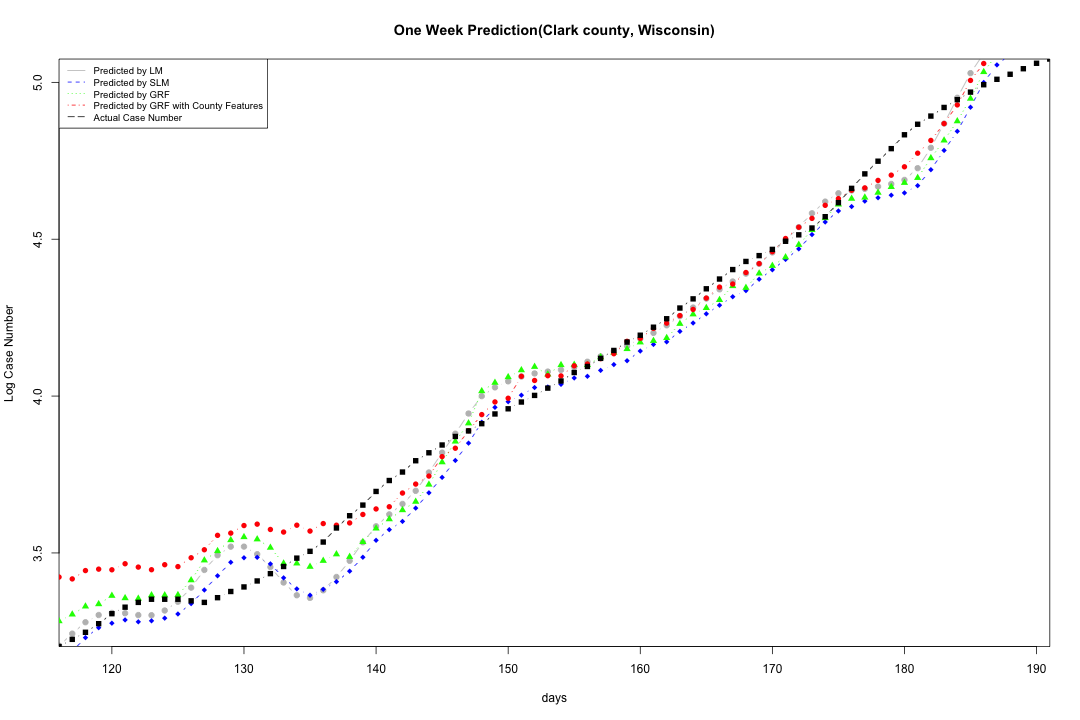 One Week Prediction(Clark county, Wisconsin)
Predicted by LM
Predicted by SLM
Predicted by GRF
Predicted by GRF with County Features
Actual Case Number
Log Case Number
5.0
4.5
4.0
3.5
120 130 140 150 160 170 180 190
days